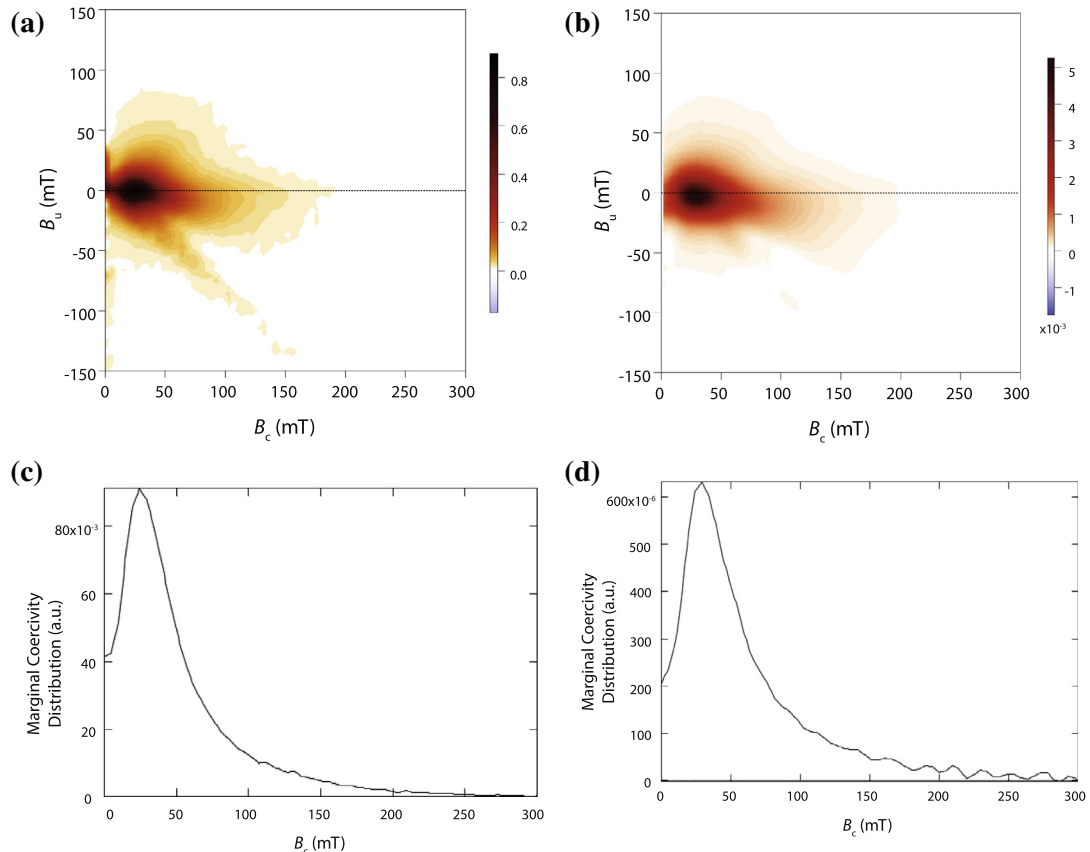 (a)
150
100
50
0
-50
-100
-150
B_u (mT)
0 50 100 150 200 250 300
B_c (mT)
0.8
0.6
0.4
0.2
0.0
(b)
150
100
50
0
-50
-100
-150
B_u (mT)
0 50 100 150 200 250 300
B_c (mT)
5
4
3
2
1
0
-1
x10⁻³
(c)
80x10⁻³
60
40
20
0
Marginal Coercivity
Distribution (a.u.)
0 50 100 150 200 250 300
B_c (mT)
(d)
600x10⁻⁶
500
400
300
200
100
0
Marginal Coercivity
Distribution (a.u.)
0 50 100 150 200 250 300
B_c (mT)